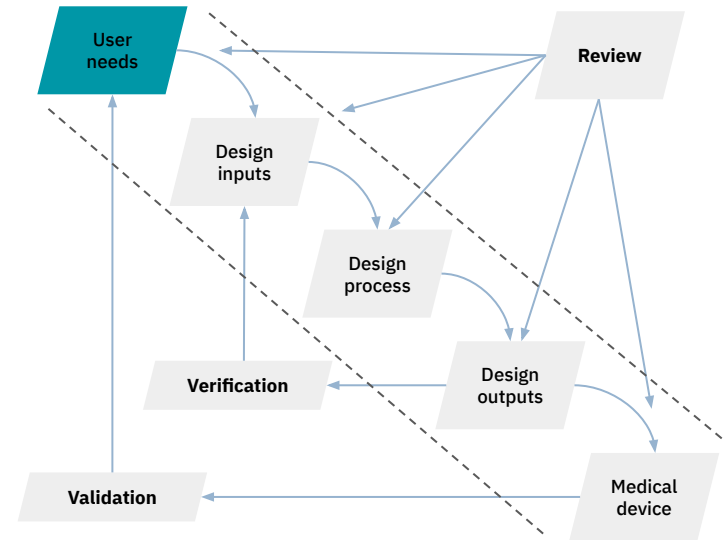 User
needs
Review
Design
inputs
Design
process
Design
outputs
Verification
Medical
device
Validation